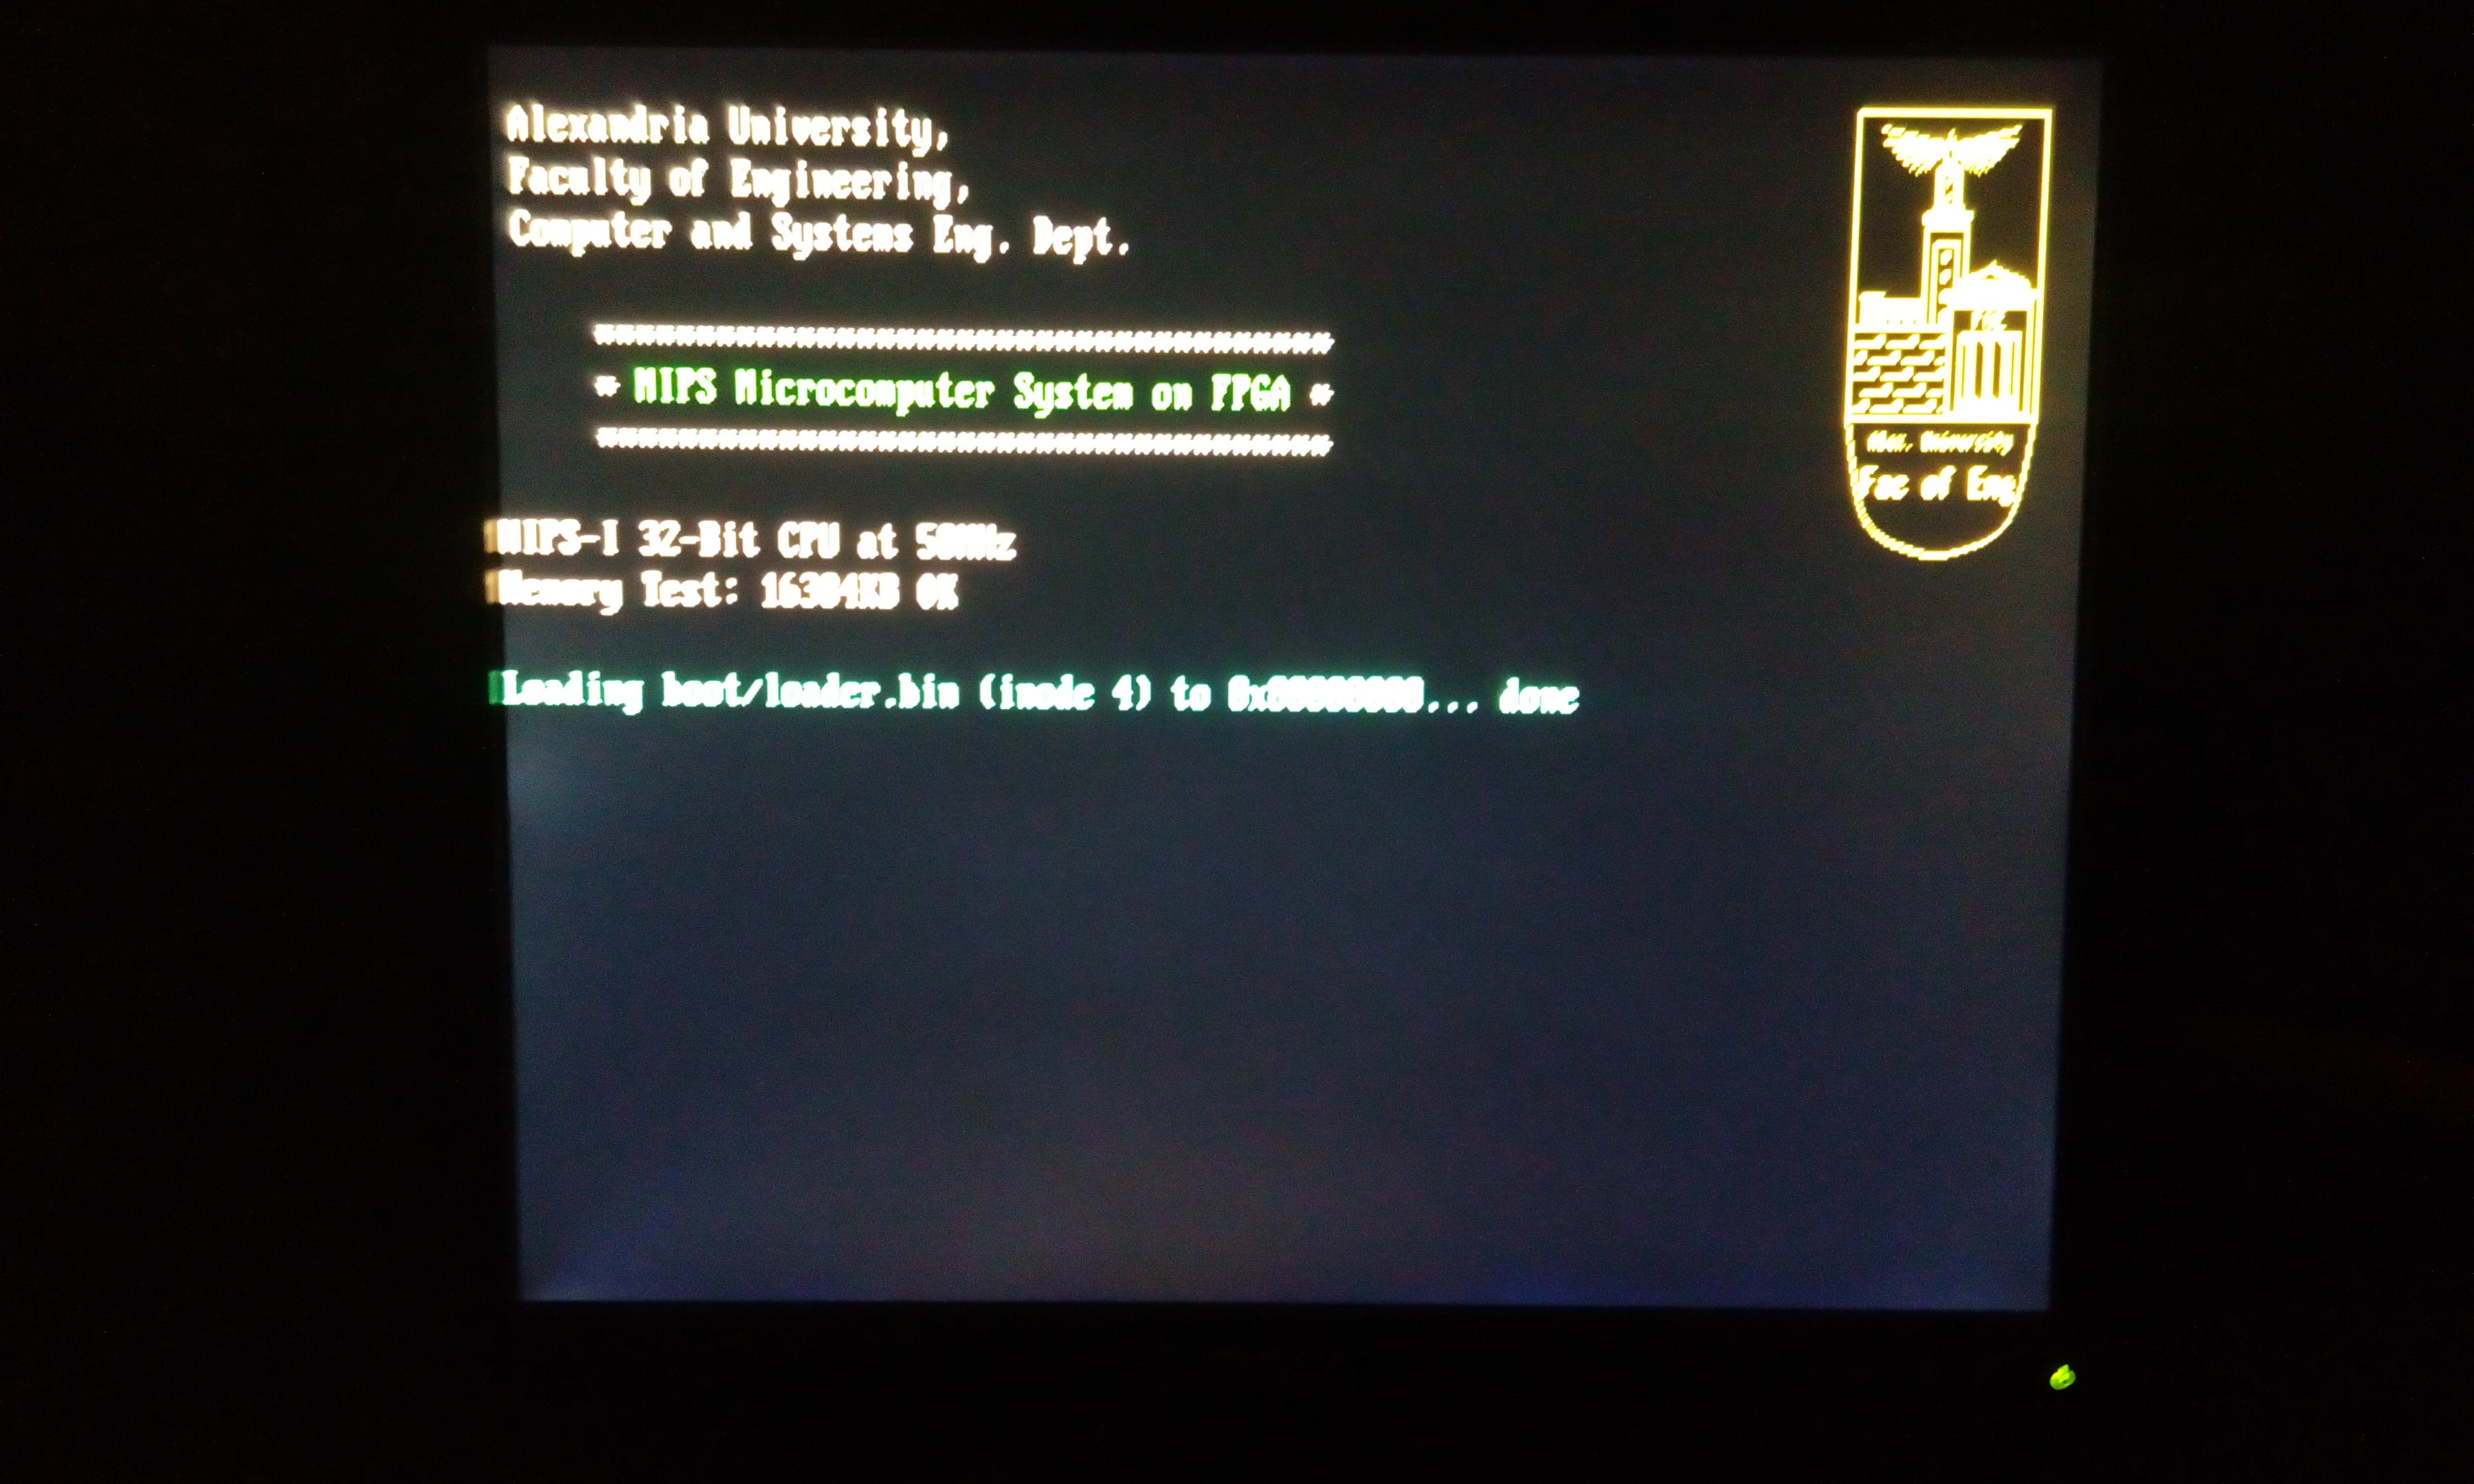 Alexandria University,
Faculty of Engineering,
Computer and Systems Eng. Dept.
*************************************
* MIPS Microcomputer System on FPGA *
*************************************
MIPS-I 32-Bit CPU at 50MHz
Memory Test: 16384KB OK
Loading boot/loader.bin (inode 4) to 0x80000000... done
Alex. University
Fac of Eng